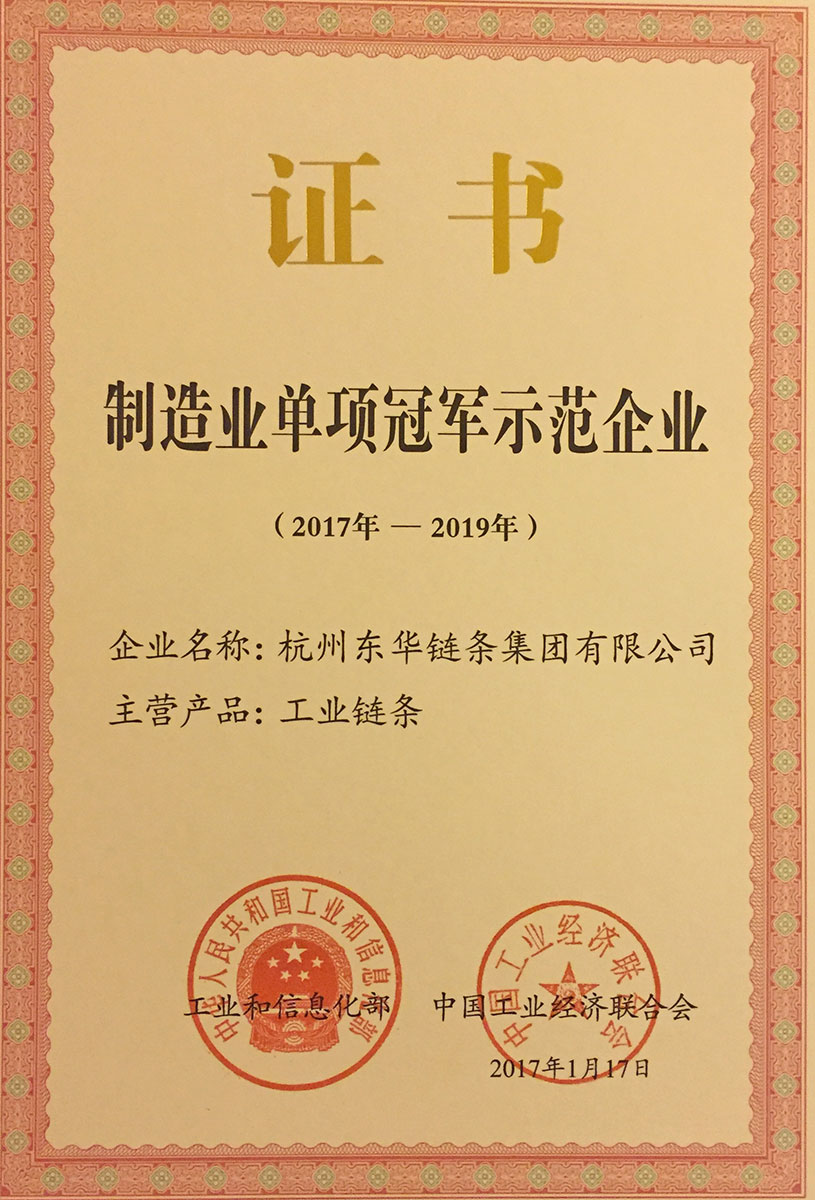 证书
制造业单项冠军示范企业
（2017年 — 2019年）
企业名称：杭州东华链条集团有限公司
主营产品：工业链条
中华人民共和国工业和信息化部
工业和信息化部
中国工业经济联合会
中国工业经济联合会
2017年1月17日